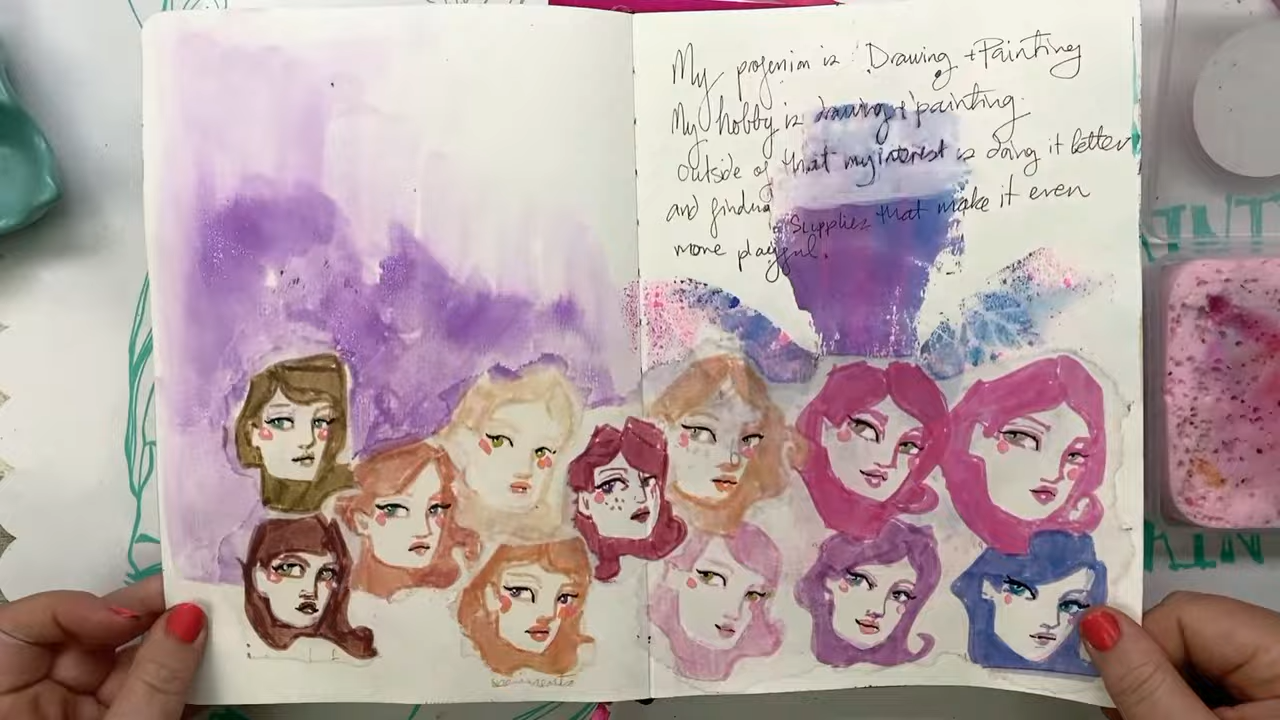 My profession is Drawing + Painting
My hobby is drawing + painting.
outside of that my interest is doing it better
and finding supplies that make it even
more playful.